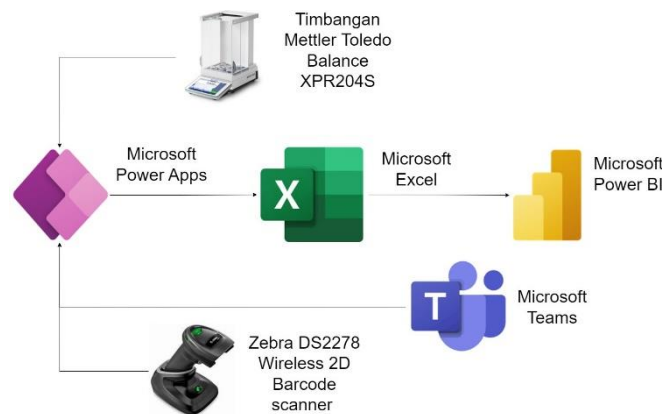 Timbangan
Mettler Toledo
Balance
XPR204S
Microsoft
Power Apps
X
Microsoft
Excel
Microsoft
Power BI
T
Microsoft
Teams
Zebra DS2278
Wireless 2D
Barcode
scanner